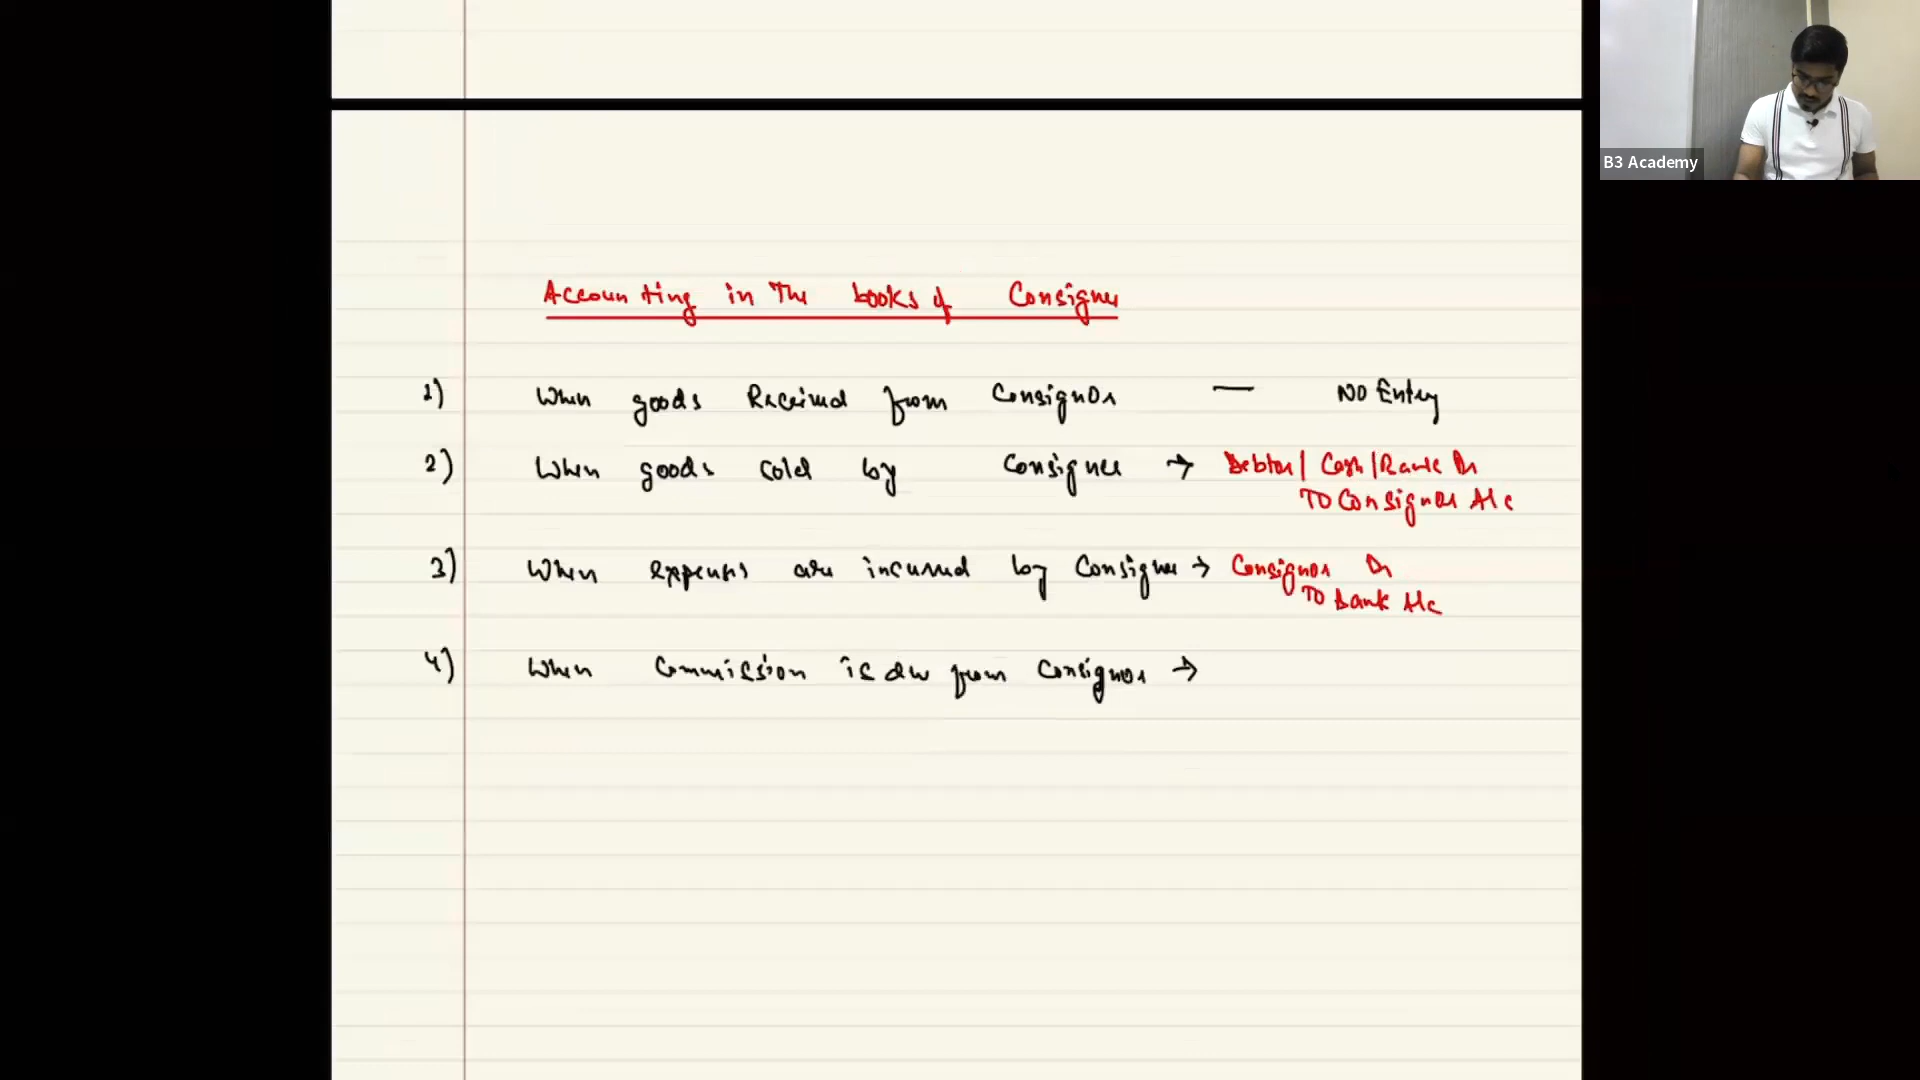 B3 Academy
Accounting in The books of Consignee
1) When goods Received from Consignor — NO Entry
2) When goods sold by Consignee → Debtor / Cash / Bank Dr
TO Consignor A/c
3) When expenses are incurred by Consignee → Consignor Dr
TO Bank A/c
4) When Commission is due from Consignor →